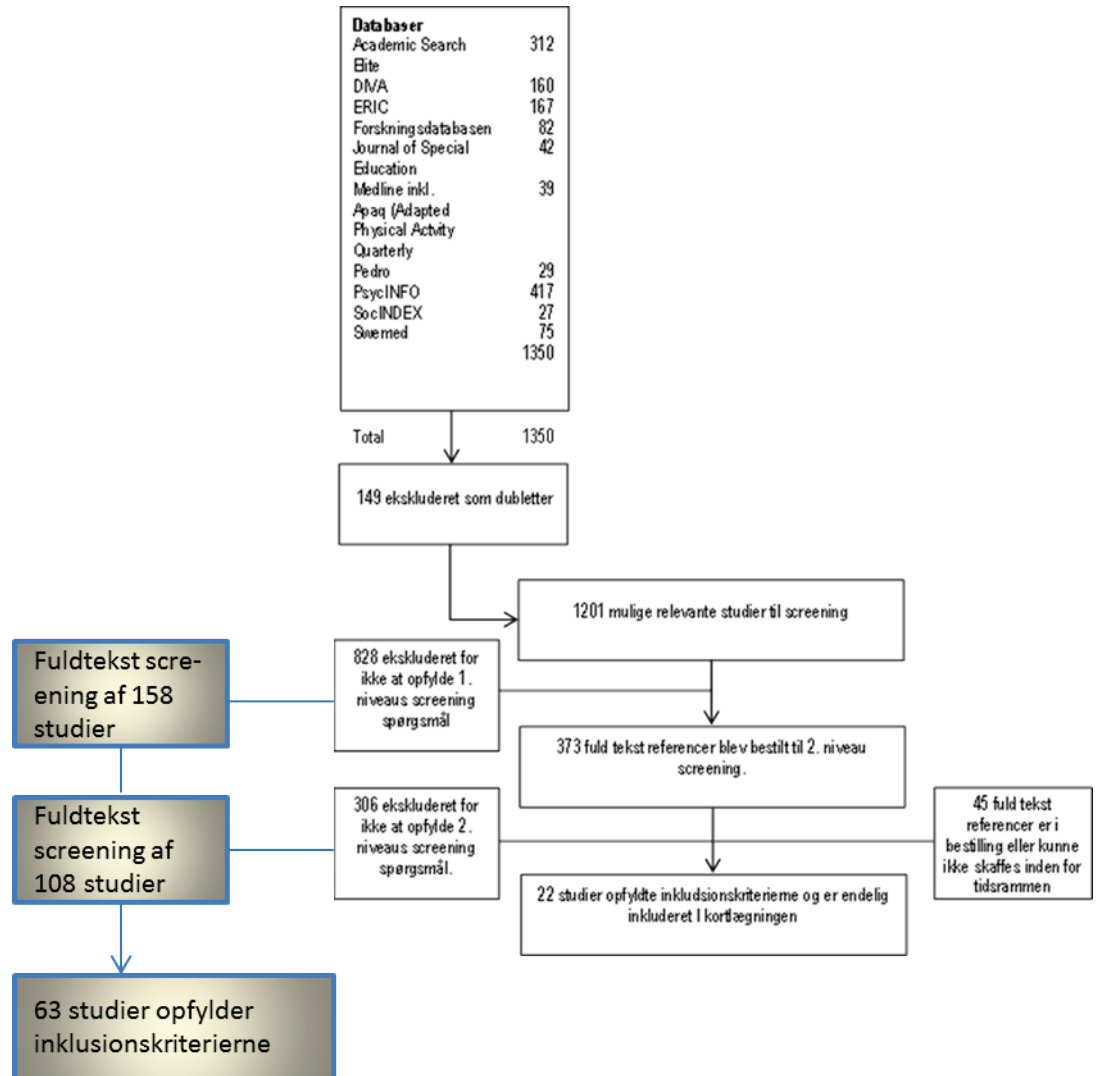 Databaser
Academic Search 312
Elite
DIVA 160
ERIC 167
Forskningsdatabasen 82
Journal of Special 42
Education
Medline inkl. 39
Apaq (Adapted
Physical Actvity
Quarterly
Pedro 29
PsycINFO 417
SocINDEX 27
Swemed 75
1350
Total 1350
149 ekskluderet som dubletter
1201 mulige relevante studier til screening
Fuldtekst scre-
ening af 158
studier
828 ekskluderet for
ikke at opfylde 1.
niveaus screening
spørgsmål
373 fuld tekst referencer blev bestilt til 2. niveau
screening.
Fuldtekst
screening af
108 studier
306 ekskluderet for
ikke at opfylde 2.
niveaus screening
spørgsmål.
45 fuld tekst
referencer er i
bestilling eller kunne
ikke skaffes inden for
tidsrammen
22 studier opfyldte inkludsionskriterierne og er endelig
inkluderet I kortlægningen
63 studier opfylder
inklusionskriterierne